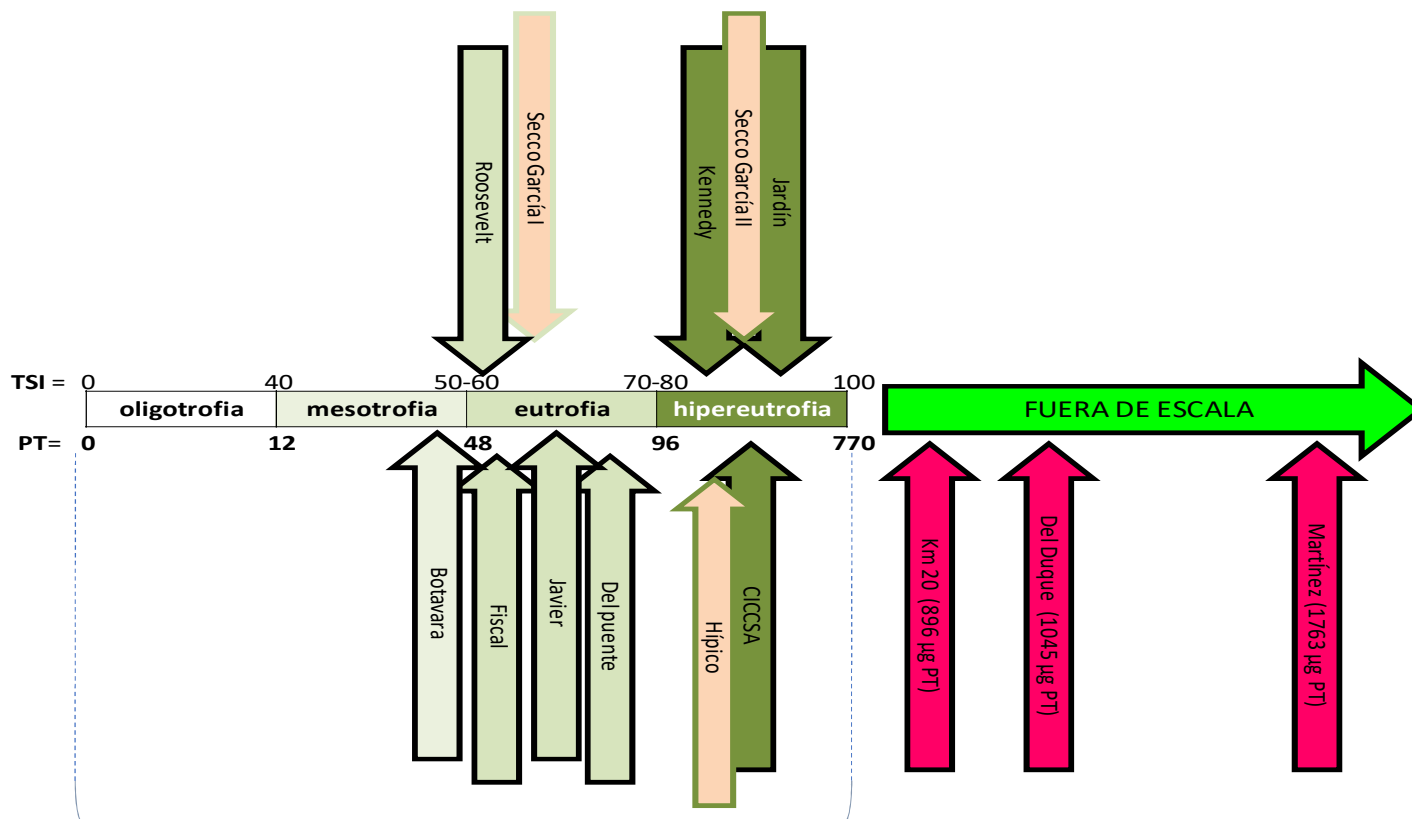 Roosevelt
Secco García I
Kennedy
Secco García II
Jardín
TSI = 0 40 50-60 70-80 100
oligotrofia mesotrofia eutrofia hipereutrofia FUERA DE ESCALA
PT= 0 12 48 96 770
Botavara
Fiscal
Javier
Del puente
Hípico
CICCSA
Km 20 (896 µg PT)
Del Duque (1045 µg PT)
Martínez (1763 µg PT)